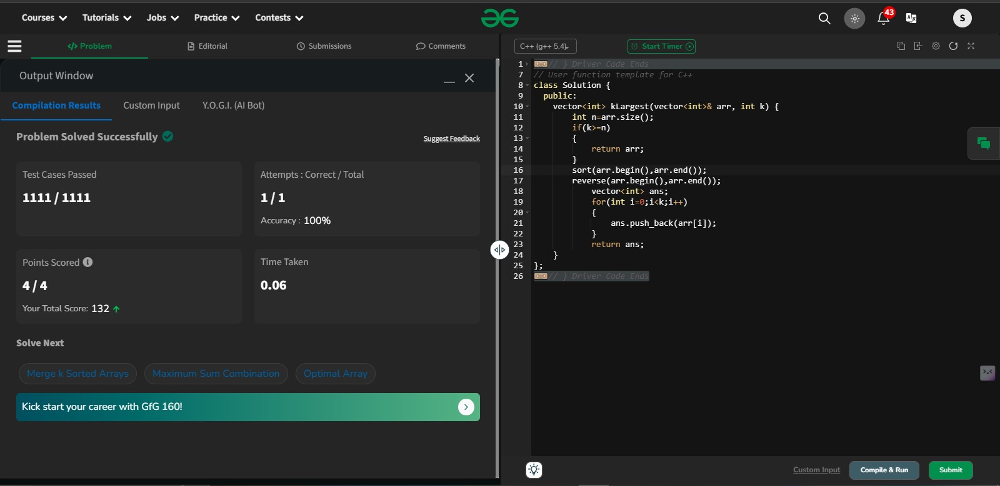 Courses Tutorials Jobs Practice Contests
43
S
Problem Editorial Submissions Comments
Output Window
Compilation Results Custom Input Y.O.G.I. (AI Bot)
Problem Solved Successfully
Suggest Feedback
Test Cases Passed
1111 / 1111
Attempts : Correct / Total
1 / 1
Accuracy : 100%
Points Scored
4 / 4
Your Total Score: 132
Time Taken
0.06
Solve Next
Merge k Sorted Arrays Maximum Sum Combination Optimal Array
Kick start your career with GfG 160!
C++ (g++ 5.4) Start Timer
1 // } Driver Code Ends
7 // User function template for C++
8 class Solution {
9 public:
10 vector<int> kLargest(vector<int>& arr, int k) {
11 int n=arr.size();
12 if(k>=n)
13 {
14 return arr;
15 }
16 sort(arr.begin(),arr.end());
17 reverse(arr.begin(),arr.end());
18 vector<int> ans;
19 for(int i=0;i<k;i++)
20 {
21 ans.push_back(arr[i]);
22 }
23 return ans;
24 }
25 };
26 // } Driver Code Ends
Custom Input Compile & Run Submit